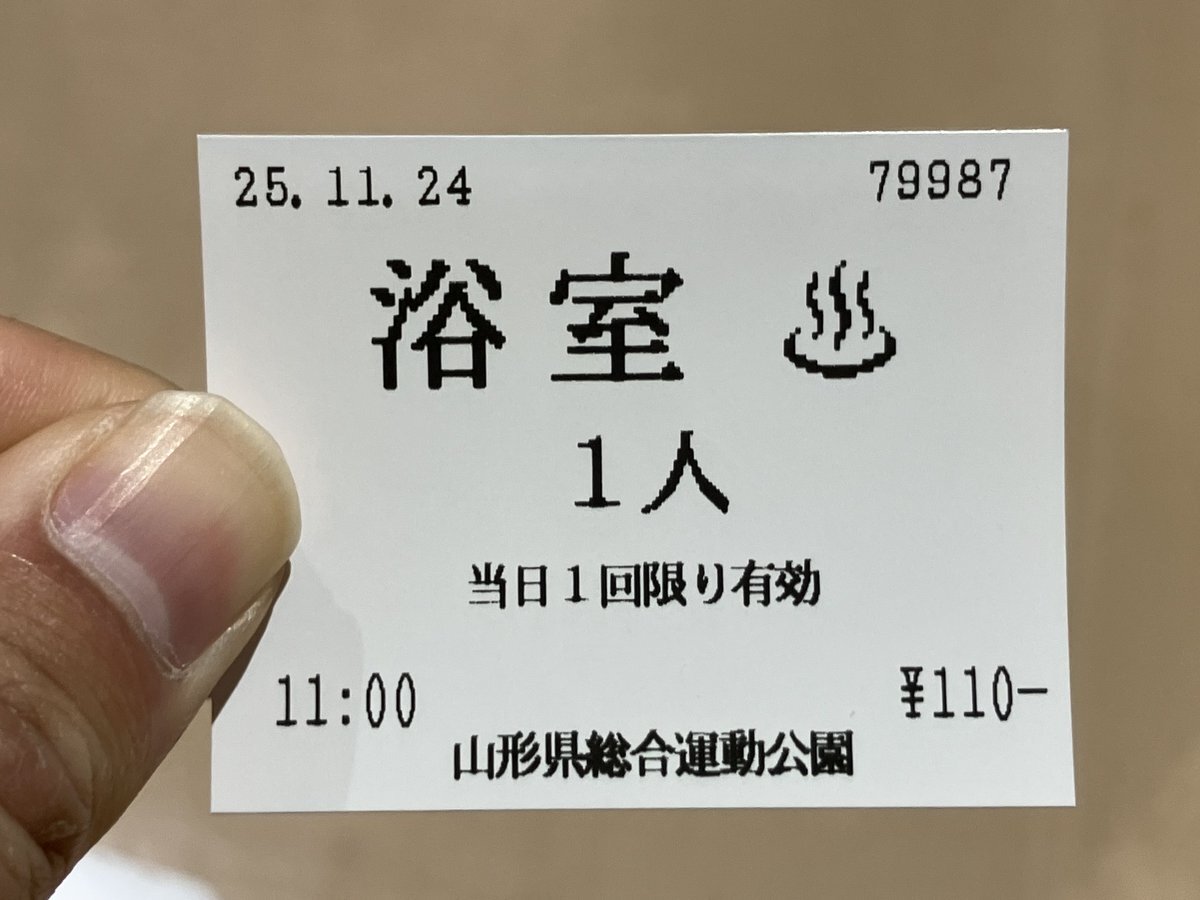 25.11.24 79987
浴室 ♨
1人
当日1回限り有効
11:00 ¥110−
山形県総合運動公園